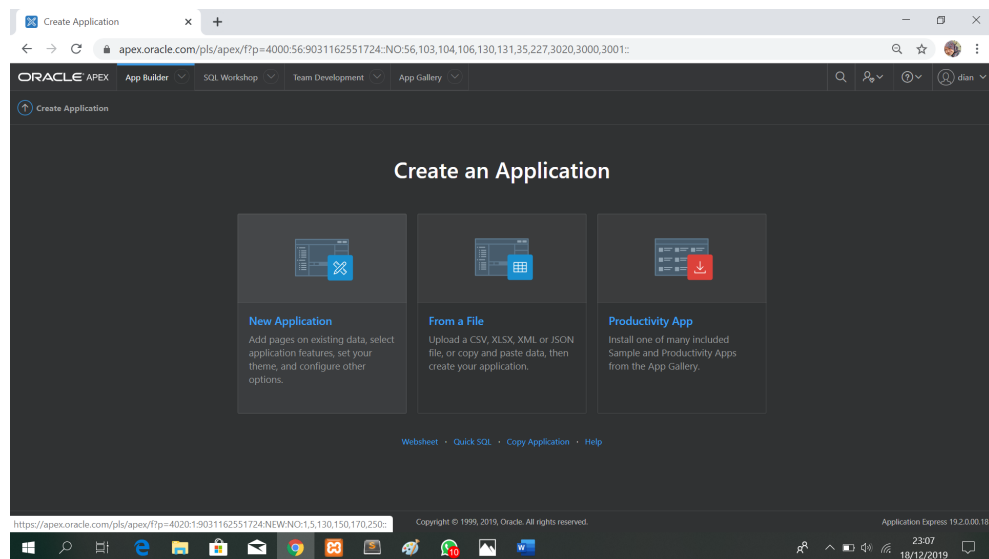 Create Application
apex.oracle.com/pls/apex/f?p=4000:56:9031162551724::NO:56,103,104,106,130,131,35,227,3020,3000,3001::
ORACLE APEX App Builder SQL Workshop Team Development App Gallery dian
Create Application
Create an Application
New Application
Add pages on existing data, select
application features, set your
theme, and configure other
options.
From a File
Upload a CSV, XLSX, XML or JSON
file, or copy and paste data, then
create your application.
Productivity App
Install one of many included
Sample and Productivity Apps
from the App Gallery.
Websheet · Quick SQL · Copy Application · Help
https://apex.oracle.com/pls/apex/f?p=4020:1:9031162551724:NEW:NO:1,5,130,150,170,250::
Copyright © 1999, 2019, Oracle. All rights reserved.
Application Express 19.2.0.00.18
10
23:07
18/12/2019